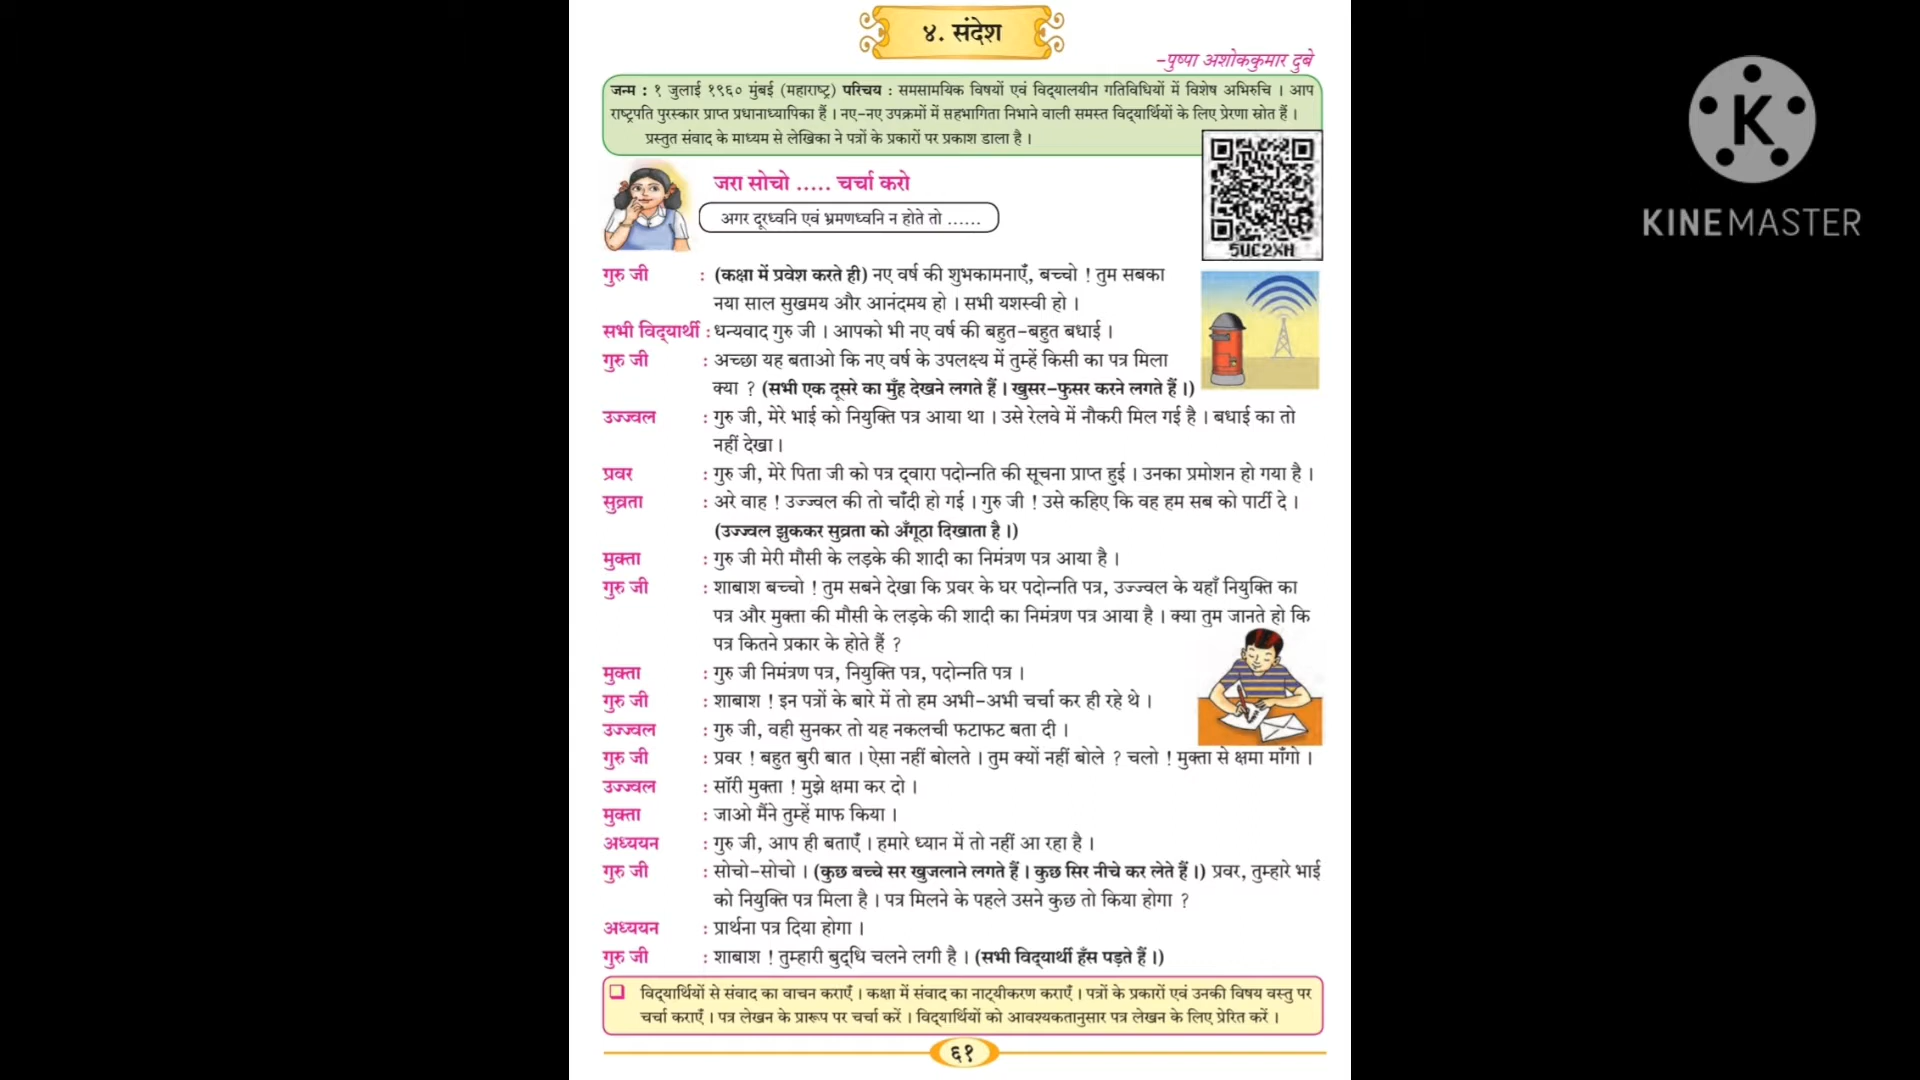 ४. संदेश
-पुष्पा अशोककुमार दुबे
जन्म : १ जुलाई १९६० मुंबई (महाराष्ट्र) परिचय : समसामयिक विषयों एवं विद्यालयीन गतिविधियों में विशेष अभिरुचि । आप
राष्ट्रपति पुरस्कार प्राप्त प्रधानाध्यापिका हैं । नए-नए उपक्रमों में सहभागिता निभाने वाली समस्त विद्यार्थियों के लिए प्रेरणा स्रोत हैं ।
प्रस्तुत संवाद के माध्यम से लेखिका ने पत्रों के प्रकारों पर प्रकाश डाला है ।
K
KINEMASTER
जरा सोचो ..... चर्चा करो
अगर दूरध्वनि एवं भ्रमणध्वनि न होते तो ......
5UC2XH
गुरु जी : (कक्षा में प्रवेश करते ही) नए वर्ष की शुभकामनाएँ, बच्चो ! तुम सबका
नया साल सुखमय और आनंदमय हो । सभी यशस्वी हो ।
सभी विद्यार्थी : धन्यवाद गुरु जी । आपको भी नए वर्ष की बहुत-बहुत बधाई ।
गुरु जी : अच्छा यह बताओ कि नए वर्ष के उपलक्ष्य में तुम्हें किसी का पत्र मिला
क्या ? (सभी एक दूसरे का मुँह देखने लगते हैं । खुसर-फुसर करने लगते हैं ।)
उज्ज्वल : गुरु जी, मेरे भाई को नियुक्ति पत्र आया था । उसे रेलवे में नौकरी मिल गई है । बधाई का तो
नहीं देखा ।
प्रवर : गुरु जी, मेरे पिता जी को पत्र द्वारा पदोन्नति की सूचना प्राप्त हुई । उनका प्रमोशन हो गया है ।
सुव्रता : अरे वाह ! उज्ज्वल की तो चाँदी हो गई । गुरु जी ! उसे कहिए कि वह हम सब को पार्टी दे ।
(उज्ज्वल झुककर सुव्रता को अँगूठा दिखाता है ।)
मुक्ता : गुरु जी मेरी मौसी के लड़के की शादी का निमंत्रण पत्र आया है ।
गुरु जी : शाबाश बच्चो ! तुम सबने देखा कि प्रवर के घर पदोन्नति पत्र, उज्ज्वल के यहाँ नियुक्ति का
पत्र और मुक्ता की मौसी के लड़के की शादी का निमंत्रण पत्र आया है । क्या तुम जानते हो कि
पत्र कितने प्रकार के होते हैं ?
मुक्ता : गुरु जी निमंत्रण पत्र, नियुक्ति पत्र, पदोन्नति पत्र ।
गुरु जी : शाबाश ! इन पत्रों के बारे में तो हम अभी-अभी चर्चा कर ही रहे थे ।
उज्ज्वल : गुरु जी, वही सुनकर तो यह नकलची फटाफट बता दी ।
गुरु जी : प्रवर ! बहुत बुरी बात । ऐसा नहीं बोलते । तुम क्यों नहीं बोले ? चलो ! मुक्ता से क्षमा माँगो ।
उज्ज्वल : सॉरी मुक्ता ! मुझे क्षमा कर दो ।
मुक्ता : जाओ मैंने तुम्हें माफ किया ।
अध्ययन : गुरु जी, आप ही बताएँ । हमारे ध्यान में तो नहीं आ रहा है ।
गुरु जी : सोचो-सोचो । (कुछ बच्चे सर खुजलाने लगते हैं । कुछ सिर नीचे कर लेते हैं ।) प्रवर, तुम्हारे भाई
को नियुक्ति पत्र मिला है । पत्र मिलने के पहले उसने कुछ तो किया होगा ?
अध्ययन : प्रार्थना पत्र दिया होगा ।
गुरु जी : शाबाश ! तुम्हारी बुद्धि चलने लगी है । (सभी विद्यार्थी हँस पड़ते हैं ।)
विद्यार्थियों से संवाद का वाचन कराएँ । कक्षा में संवाद का नाट्यीकरण कराएँ । पत्रों के प्रकारों एवं उनकी विषय वस्तु पर
चर्चा कराएँ । पत्र लेखन के प्रारूप पर चर्चा करें । विद्यार्थियों को आवश्यकतानुसार पत्र लेखन के लिए प्रेरित करें ।
६१